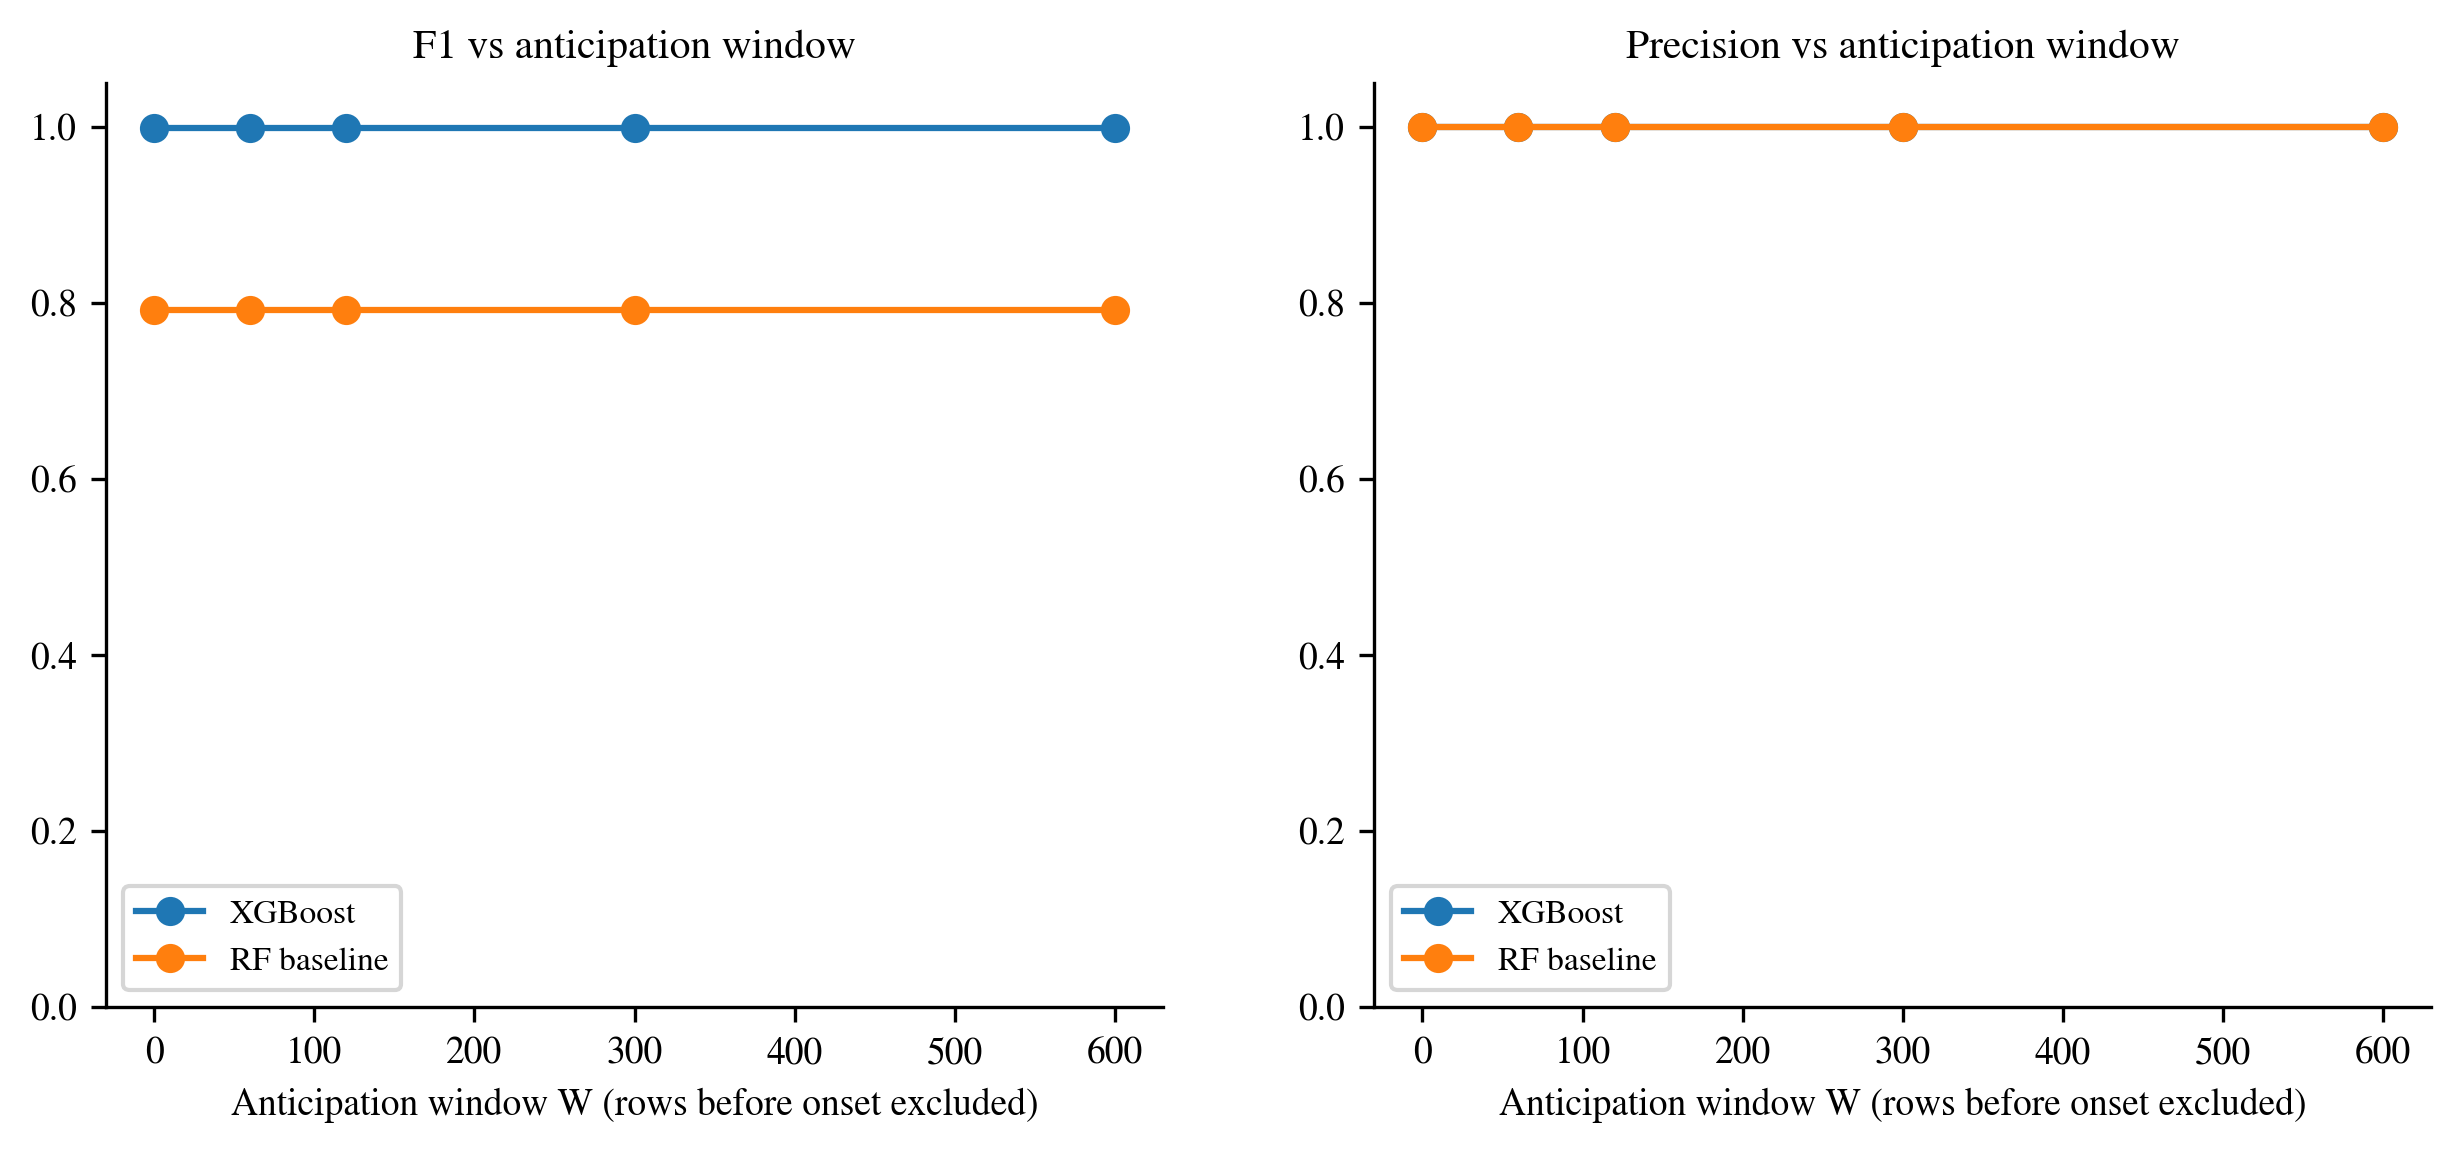 F1 vs anticipation window
1.0
0.8
0.6
0.4
0.2
0.0
XGBoost
RF baseline
0 100 200 300 400 500 600
Anticipation window W (rows before onset excluded)
Precision vs anticipation window
1.0
0.8
0.6
0.4
0.2
0.0
XGBoost
RF baseline
0 100 200 300 400 500 600
Anticipation window W (rows before onset excluded)